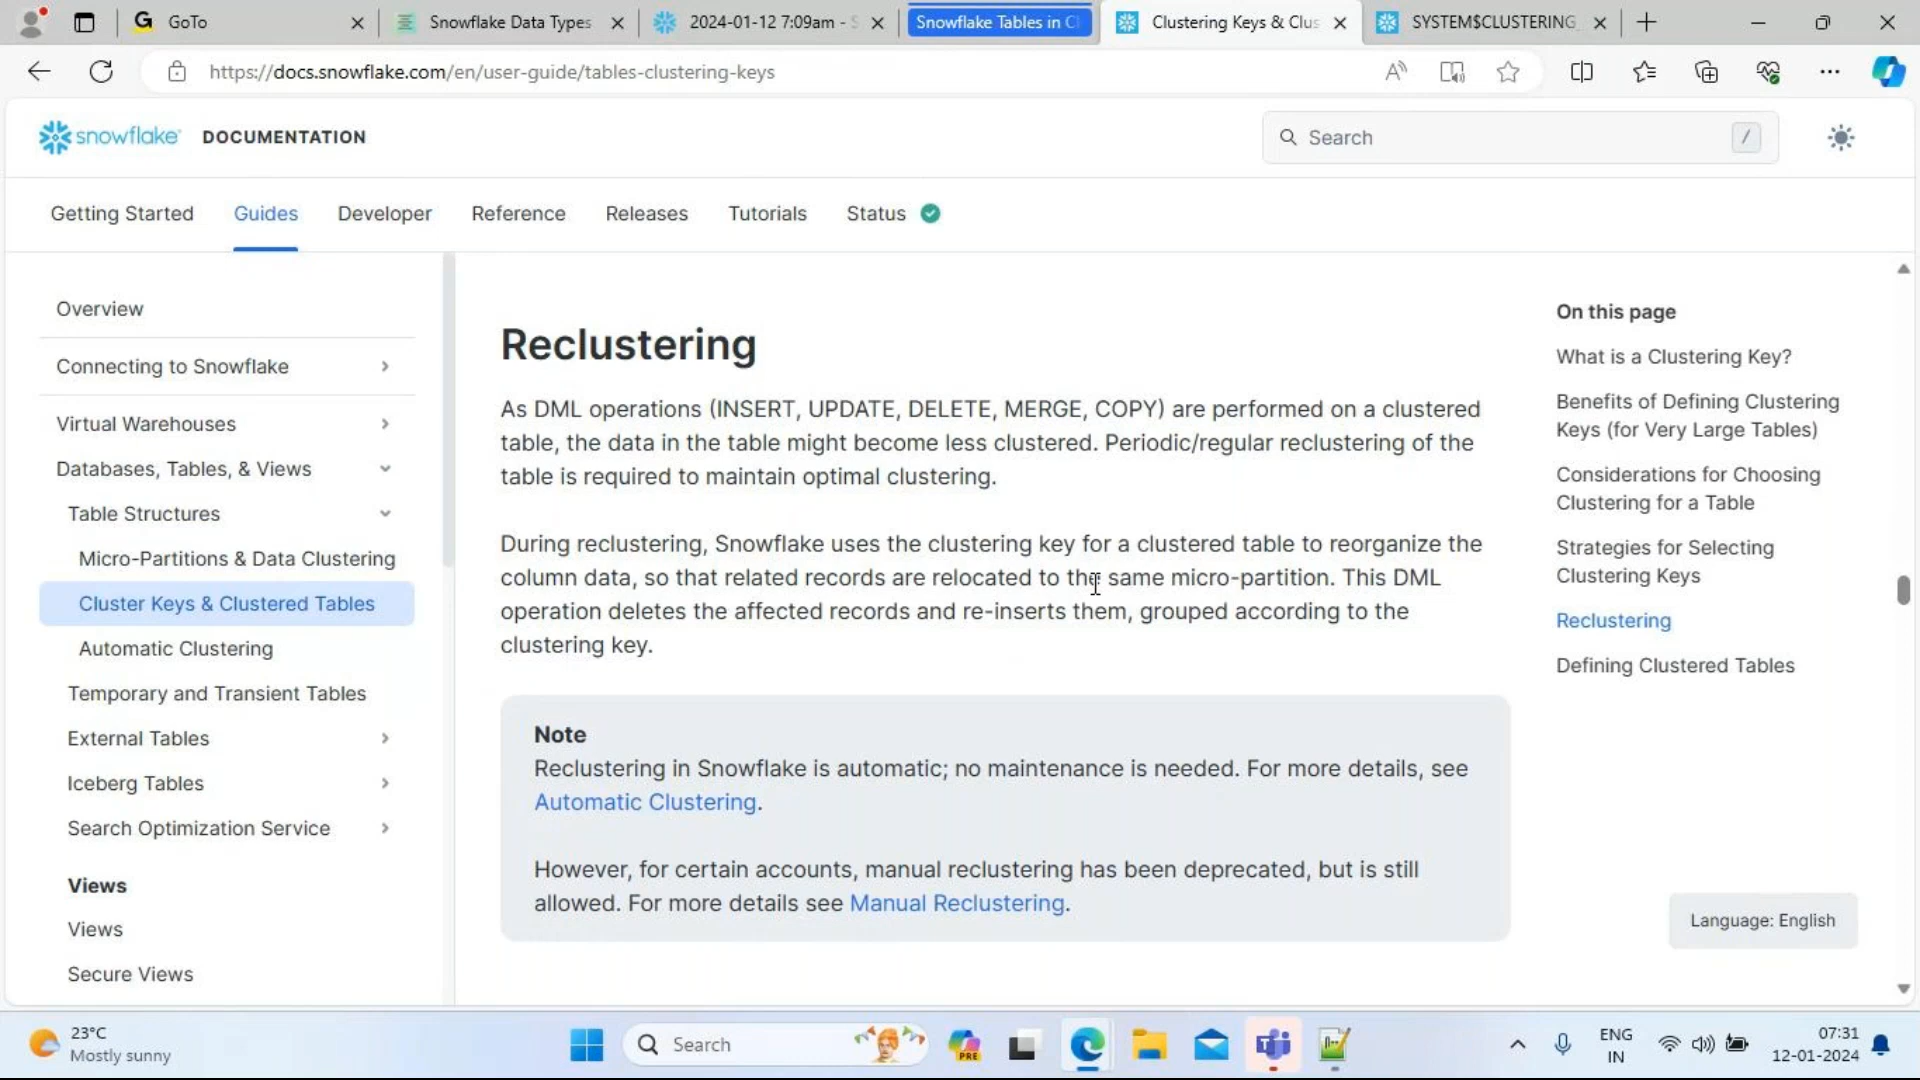 GoTo
Snowflake Data Types
2024-01-12 7:09am - S
Snowflake Tables in C
Clustering Keys & Clus
SYSTEM$CLUSTERING_
https://docs.snowflake.com/en/user-guide/tables-clustering-keys
snowflake DOCUMENTATION
Search
/
Getting Started
Guides
Developer
Reference
Releases
Tutorials
Status
Overview
Connecting to Snowflake
Virtual Warehouses
Databases, Tables, & Views
Table Structures
Micro-Partitions & Data Clustering
Cluster Keys & Clustered Tables
Automatic Clustering
Temporary and Transient Tables
External Tables
Iceberg Tables
Search Optimization Service
Views
Views
Secure Views
Reclustering
As DML operations (INSERT, UPDATE, DELETE, MERGE, COPY) are performed on a clustered
table, the data in the table might become less clustered. Periodic/regular reclustering of the
table is required to maintain optimal clustering.
During reclustering, Snowflake uses the clustering key for a clustered table to reorganize the
column data, so that related records are relocated to the same micro-partition. This DML
operation deletes the affected records and re-inserts them, grouped according to the
clustering key.
Note
Reclustering in Snowflake is automatic; no maintenance is needed. For more details, see
Automatic Clustering.
However, for certain accounts, manual reclustering has been deprecated, but is still
allowed. For more details see Manual Reclustering.
On this page
What is a Clustering Key?
Benefits of Defining Clustering
Keys (for Very Large Tables)
Considerations for Choosing
Clustering for a Table
Strategies for Selecting
Clustering Keys
Reclustering
Defining Clustered Tables
Language: English
23°C
Mostly sunny
Search
PRE
ENG
IN
07:31
12-01-2024